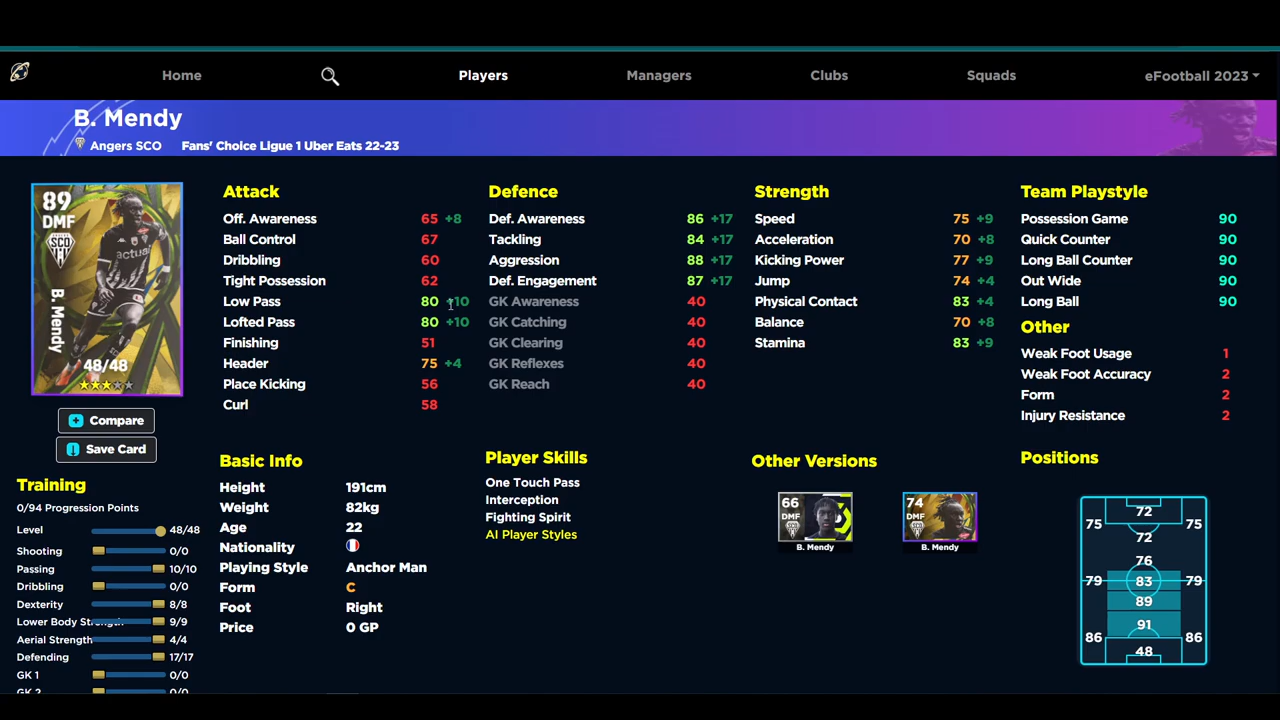 Home
Players
Managers
Clubs
Squads
eFootball 2023
B. Mendy
Angers SCO Fans' Choice Ligue 1 Uber Eats 22-23
89
DMF
SCO
actual
B. Mendy
48/48
Compare
Save Card
Training
0/94 Progression Points
Level 48/48
Shooting 0/0
Passing 10/10
Dribbling 0/0
Dexterity 8/8
Lower Body Strength 9/9
Aerial Strength 4/4
Defending 17/17
GK 1 0/0
GK 2 0/0
Attack
Off. Awareness 65 +8
Ball Control 67
Dribbling 60
Tight Possession 62
Low Pass 80 +10
Lofted Pass 80 +10
Finishing 51
Header 75 +4
Place Kicking 56
Curl 58
Defence
Def. Awareness 86 +17
Tackling 84 +17
Aggression 88 +17
Def. Engagement 87 +17
GK Awareness 40
GK Catching 40
GK Clearing 40
GK Reflexes 40
GK Reach 40
Strength
Speed 75 +9
Acceleration 70 +8
Kicking Power 77 +9
Jump 74 +4
Physical Contact 83 +4
Balance 70 +8
Stamina 83 +9
Team Playstyle
Possession Game 90
Quick Counter 90
Long Ball Counter 90
Out Wide 90
Long Ball 90
Other
Weak Foot Usage 1
Weak Foot Accuracy 2
Form 2
Injury Resistance 2
Basic Info
Height 191cm
Weight 82kg
Age 22
Nationality
Playing Style Anchor Man
Form C
Foot Right
Price 0 GP
Player Skills
One Touch Pass
Interception
Fighting Spirit
AI Player Styles
Other Versions
66
DMF
B. Mendy
74
DMF
B. Mendy
Positions
72
75 75
72
76
79 83 79
89
91
86 86
48